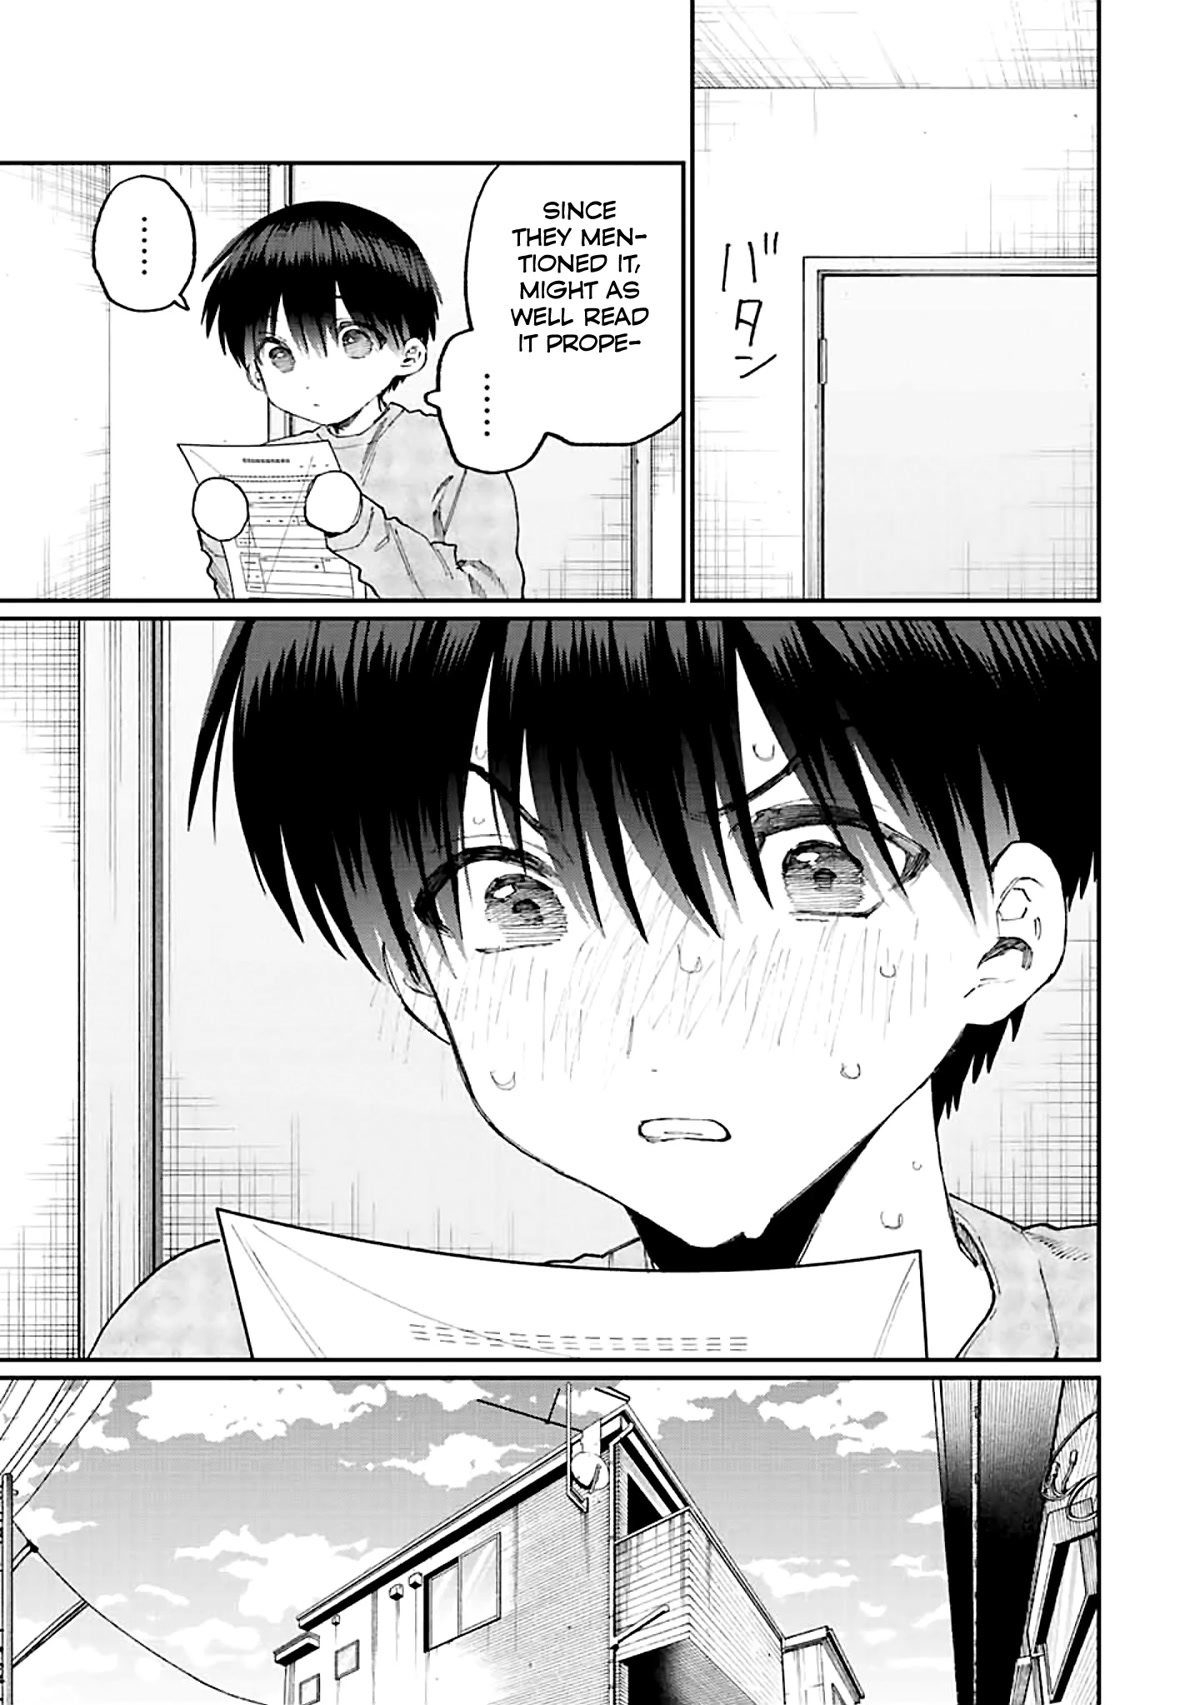 バタン
SINCE
THEY MEN-
TIONED IT,
MIGHT AS
WELL READ
IT PROPE-
......
......